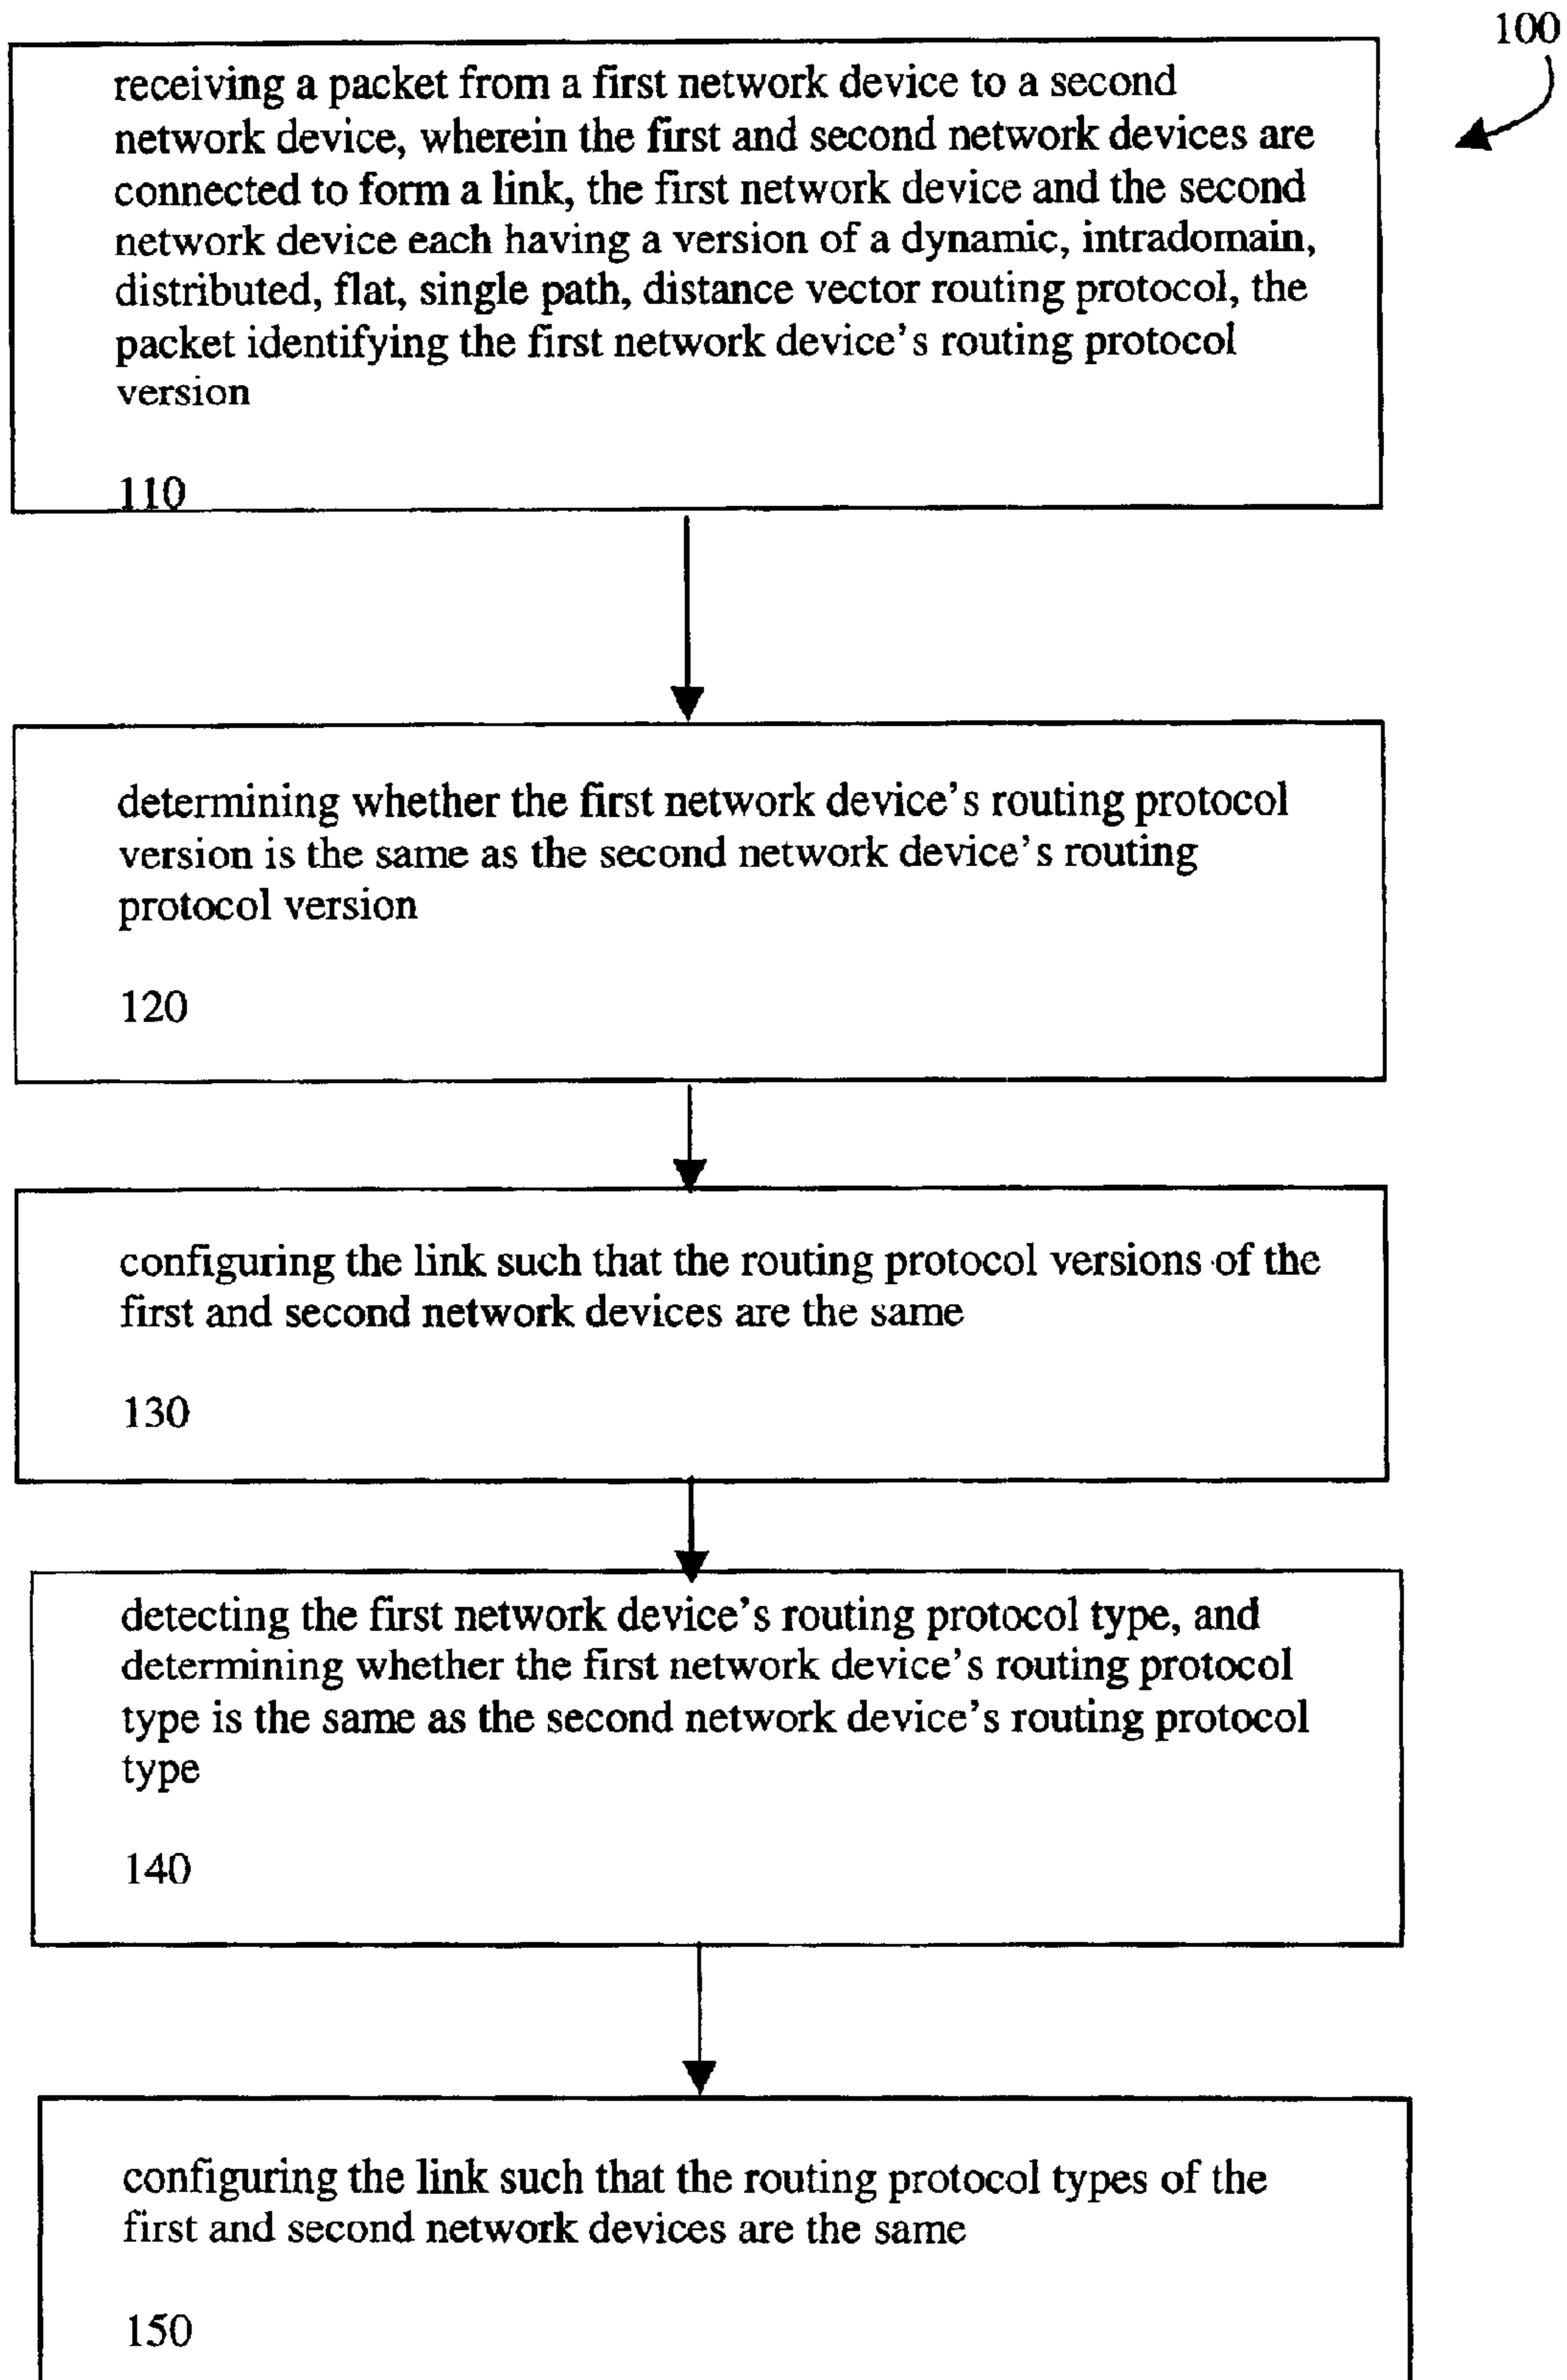 100
receiving a packet from a first network device to a second
network device, wherein the first and second network devices are
connected to form a link, the first network device and the second
network device each having a version of a dynamic, intradomain,
distributed, flat, single path, distance vector routing protocol, the
packet identifying the first network device's routing protocol
version
110
determining whether the first network device's routing protocol
version is the same as the second network device's routing
protocol version
120
configuring the link such that the routing protocol versions of the
first and second network devices are the same
130
detecting the first network device's routing protocol type, and
determining whether the first network device's routing protocol
type is the same as the second network device's routing protocol
type
140
configuring the link such that the routing protocol types of the
first and second network devices are the same
150